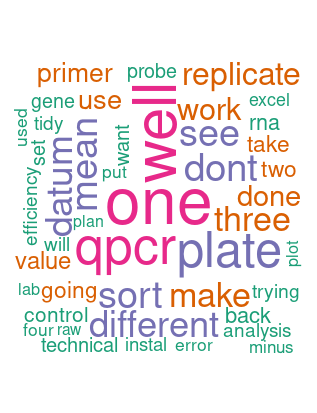 primer probe replicate
gene use well work excel
used tidy set want see rna
datum mean put dont take two
efficiency one done
plan three
will qpcr plate plot
value
lab going sort make trying
control different back
four raw analysis
technical instal error minus